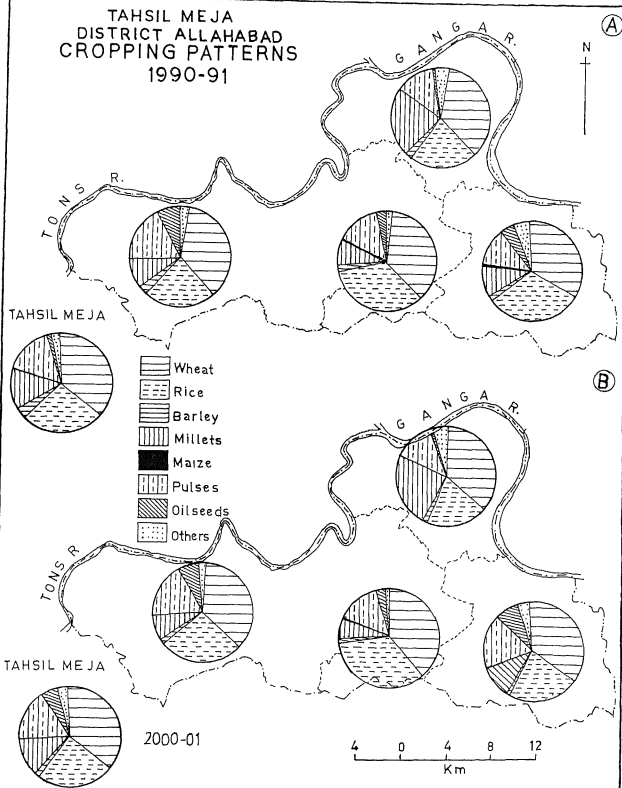 TAHSIL MEJA
DISTRICT ALLAHABAD
CROPPING PATTERNS
1990-91
A
N
GANGA R.
TONS R.
TAHSIL MEJA
Wheat
Rice
Barley
Millets
Maize
Pulses
Oilseeds
Others
B
GANGA R.
TONS R
TAHSIL MEJA
2000-01
4 0 4 8 12
Km